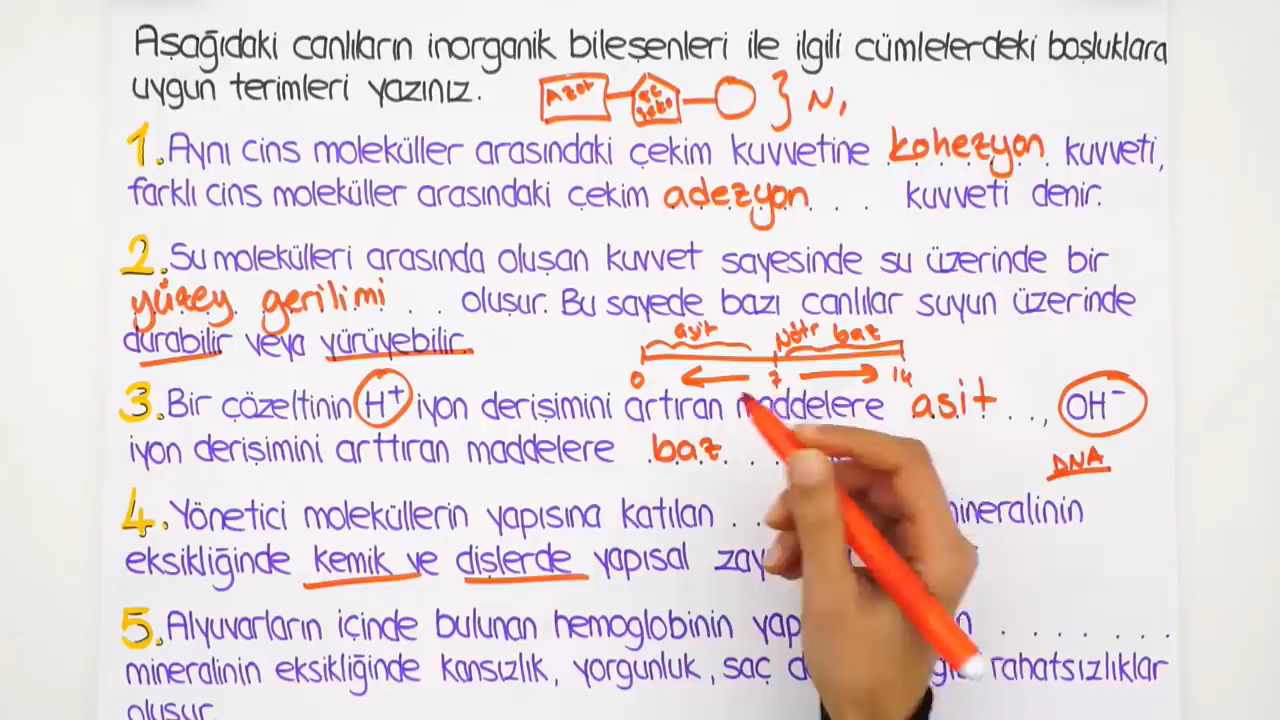 Aşağıdaki canlıların inorganik bileşenleri ile ilgili cümlelerdeki boşluklara
uygun terimleri yazınız.
Azot
} N,
1. Aynı cins moleküller arasındaki çekim kuvvetine kohezyon kuvveti,
farklı cins moleküller arasındaki çekim adezyon . . . kuvveti denir.
2. Su molekülleri arasında oluşan kuvvet sayesinde su üzerinde bir
yüzey gerilimi . . oluşur. Bu sayede bazı canlılar suyun üzerinde
durabilir veya yürüyebilir.
asit Nötr baz
0 7 14
3. Bir çözeltinin H+ iyon derişimini artıran maddelere asit . . , OH-
iyon derişimini arttıran maddelere baz . .
DNA
4. Yönetici moleküllerin yapısına katılan . . mineralinin
eksikliğinde kemik ve dişlerde yapısal
5. Alyuvarların içinde bulunan hemoglobinin . . . . . . .
mineralinin eksikliğinde kansızlık, yorgunluk, saç rahatsızlıklar
oluşur.